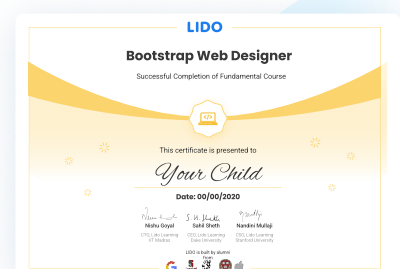 LIDO
Bootstrap Web Designer
Successful Completion of Fundamental Course
</>
This certificate is presented to
Your Child
Date: 00/00/2020
S. H. Sheth
Nishu Goyal Sahil Sheth Nandini Mullaji
CTO, Lido Learning CEO, Lido Learning COO, Lido Learning
IIT Madras Duke University Stanford University
LIDO is built by alumni
from